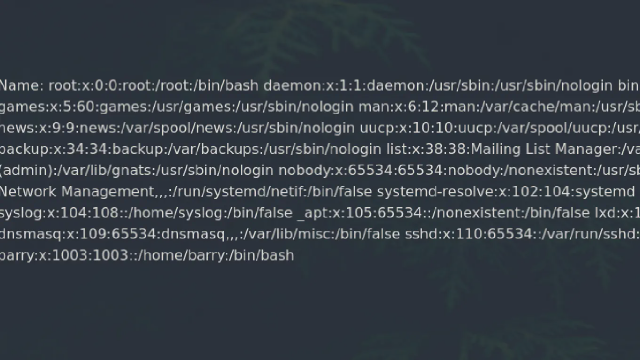 Name: root:x:0:0:root:/root:/bin/bash daemon:x:1:1:daemon:/usr/sbin:/usr/sbin/nologin bin
games:x:5:60:games:/usr/games:/usr/sbin/nologin man:x:6:12:man:/var/cache/man:/usr/sb
news:x:9:9:news:/var/spool/news:/usr/sbin/nologin uucp:x:10:10:uucp:/var/spool/uucp:/usr/
backup:x:34:34:backup:/var/backups:/usr/sbin/nologin list:x:38:38:Mailing List Manager:/va
(admin):/var/lib/gnats:/usr/sbin/nologin nobody:x:65534:65534:nobody:/nonexistent:/usr/sb
Network Management,,,:/run/systemd/netif:/bin/false systemd-resolve:x:102:104:systemd
syslog:x:104:108::/home/syslog:/bin/false _apt:x:105:65534::/nonexistent:/bin/false lxd:x:1
dnsmasq:x:109:65534:dnsmasq,,,:/var/lib/misc:/bin/false sshd:x:110:65534::/var/run/sshd:
barry:x:1003:1003::/home/barry:/bin/bash